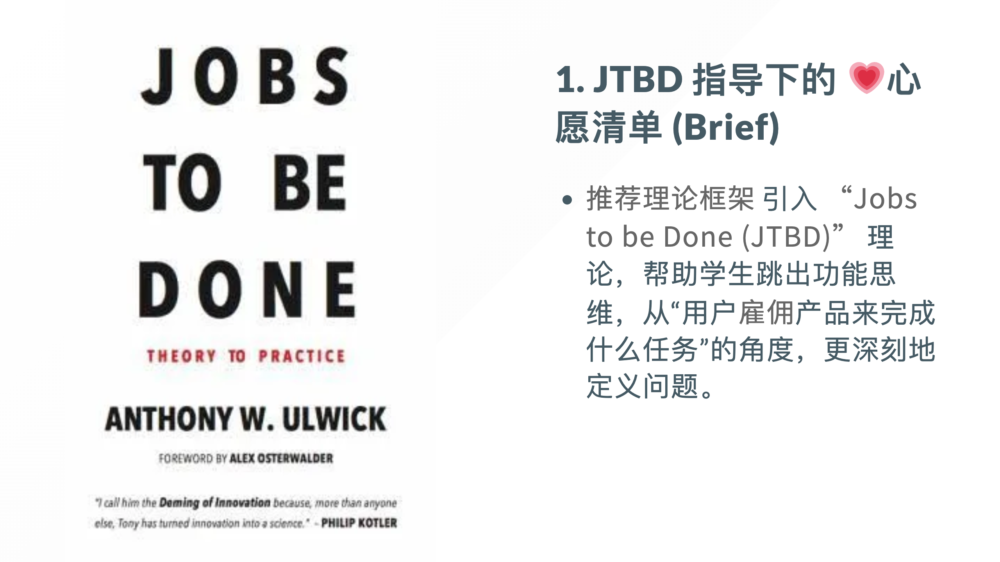 JOBS
TO BE
DONE
THEORY TO PRACTICE
ANTHONY W. ULWICK
FOREWORD BY ALEX OSTERWALDER
"I call him the Deming of Innovation because, more than anyone
else, Tony has turned innovation into a science." - PHILIP KOTLER
1. JTBD 指导下的 💗心
愿清单 (Brief)
• 推荐理论框架 引入 “Jobs
to be Done (JTBD)” 理
论，帮助学生跳出功能思
维，从“用户雇佣产品来完成
什么任务”的角度，更深刻地
定义问题。